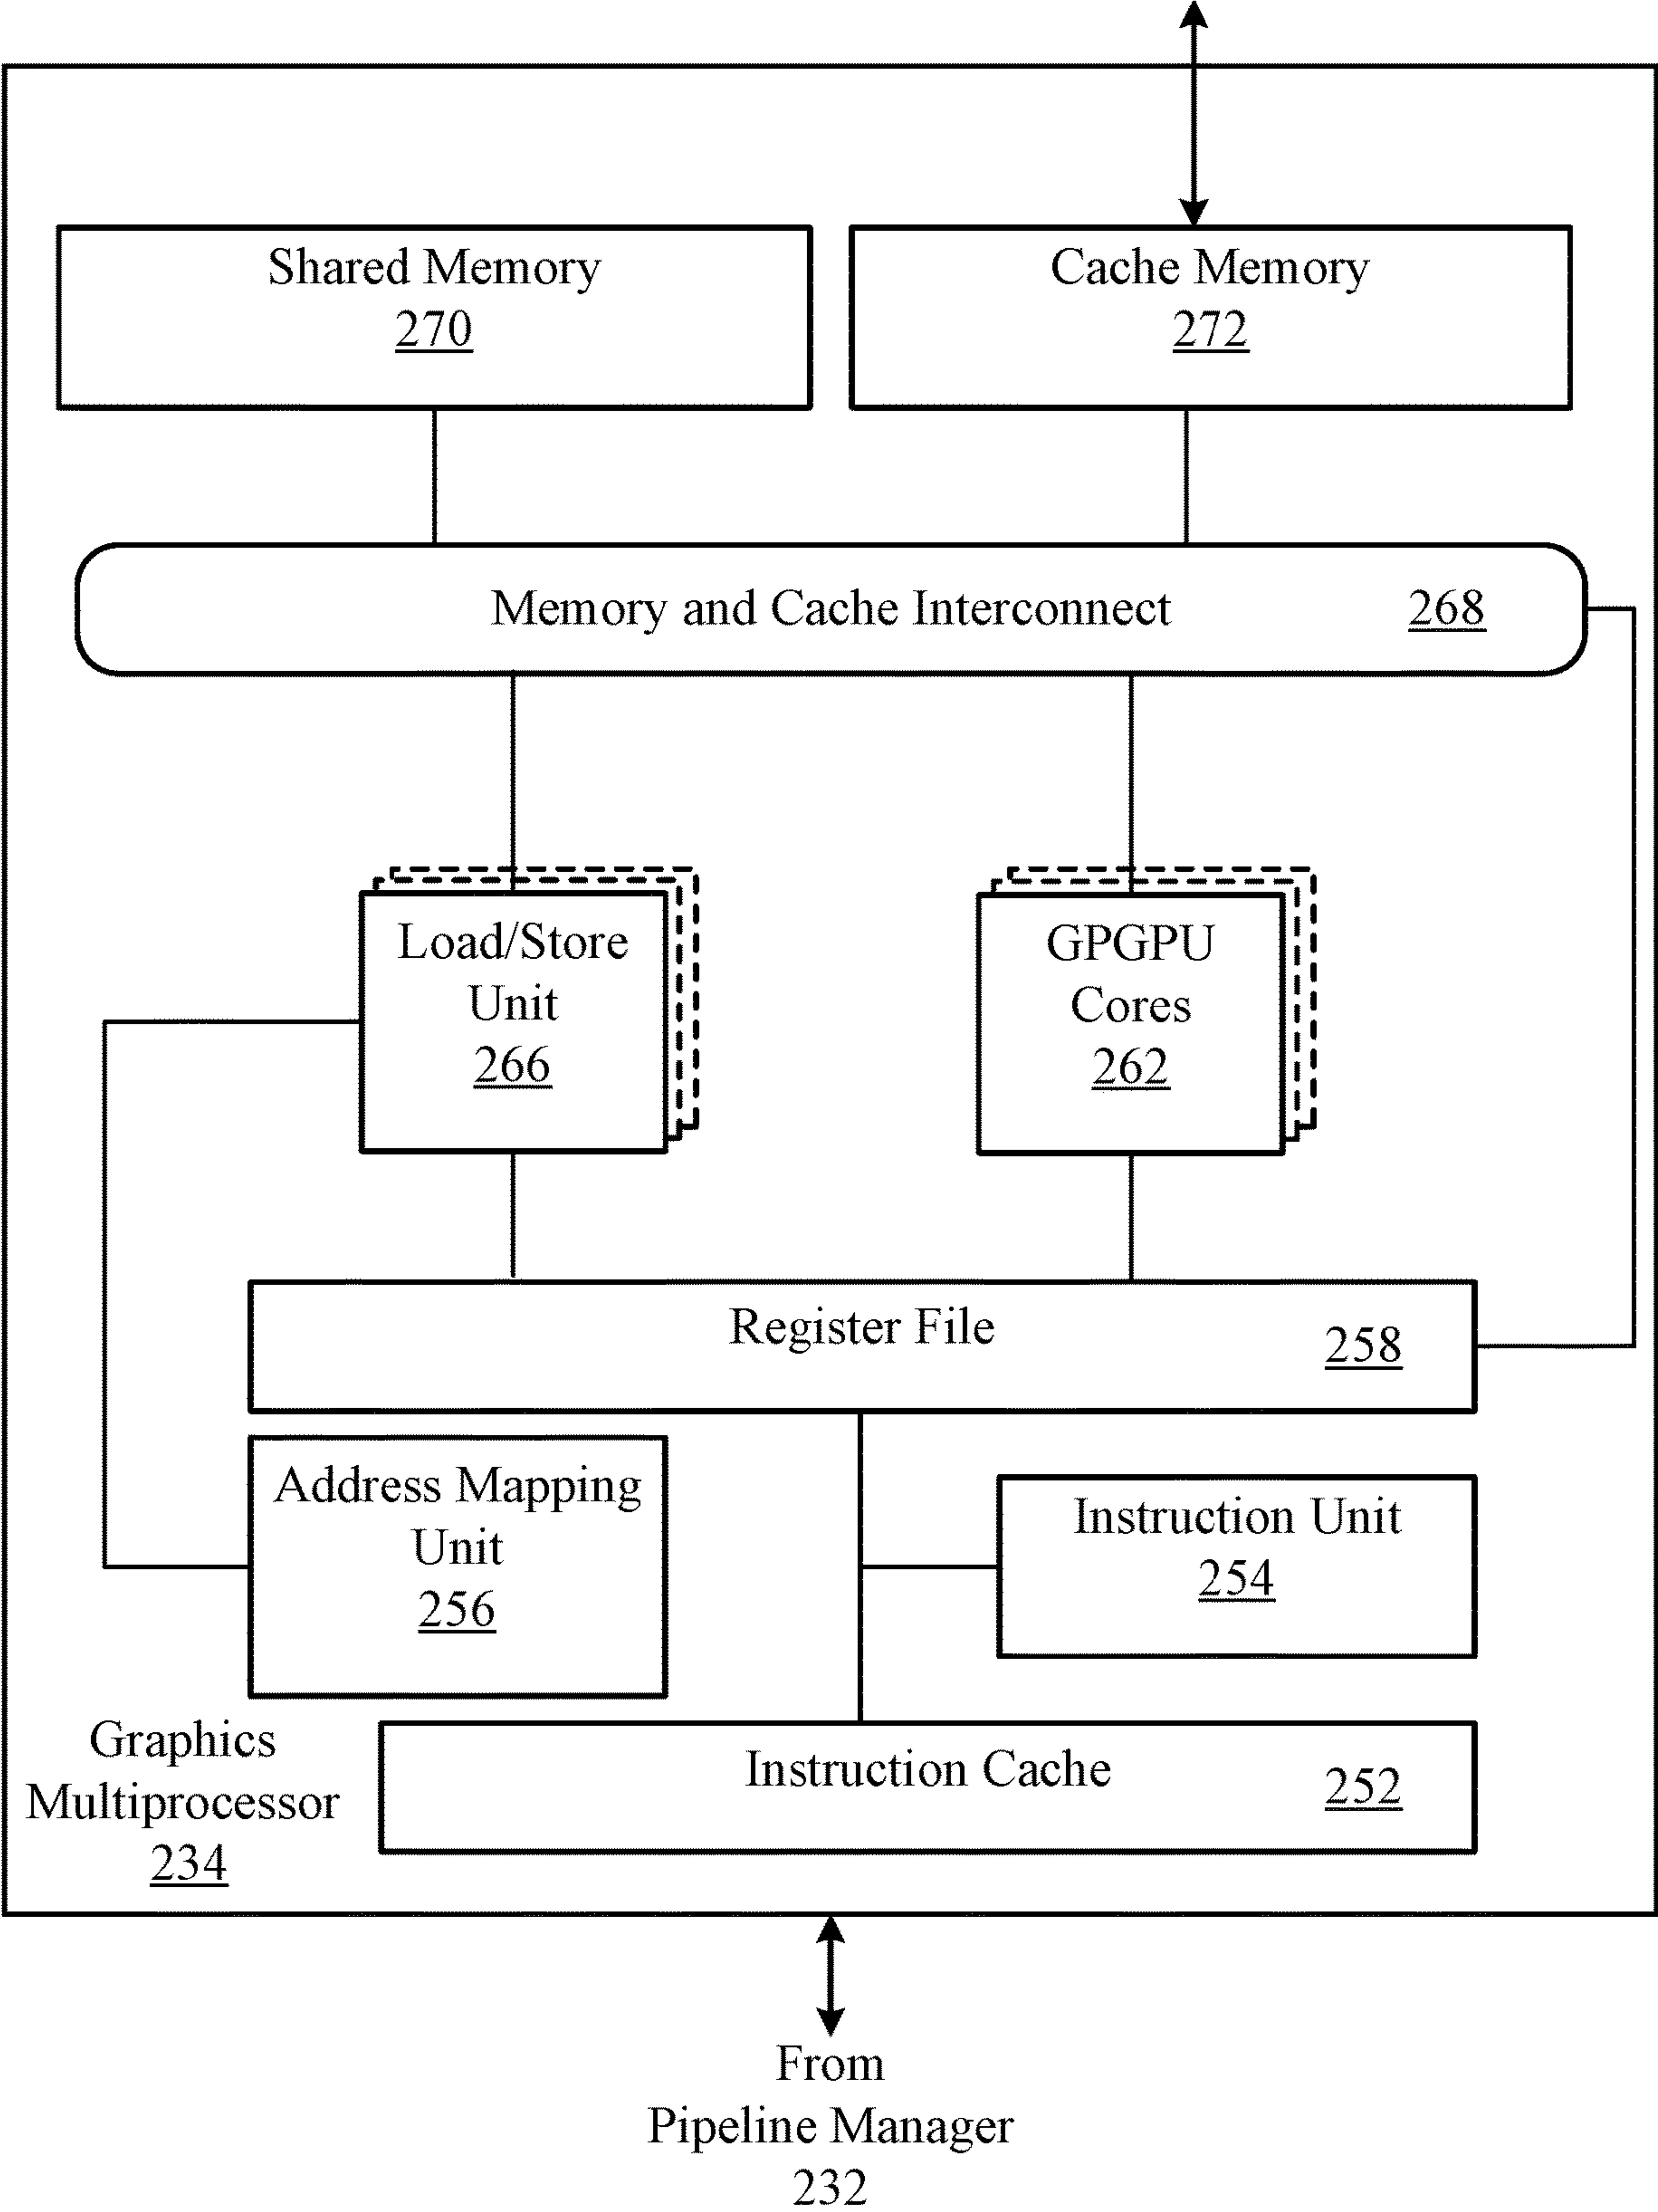 Shared Memory
270
Cache Memory
272
Memory and Cache Interconnect 268
Load/Store
Unit
266
GPGPU
Cores
262
Register File 258
Address Mapping
Unit
256
Instruction Unit
254
Graphics
Multiprocessor
234
Instruction Cache 252
From
Pipeline Manager
232